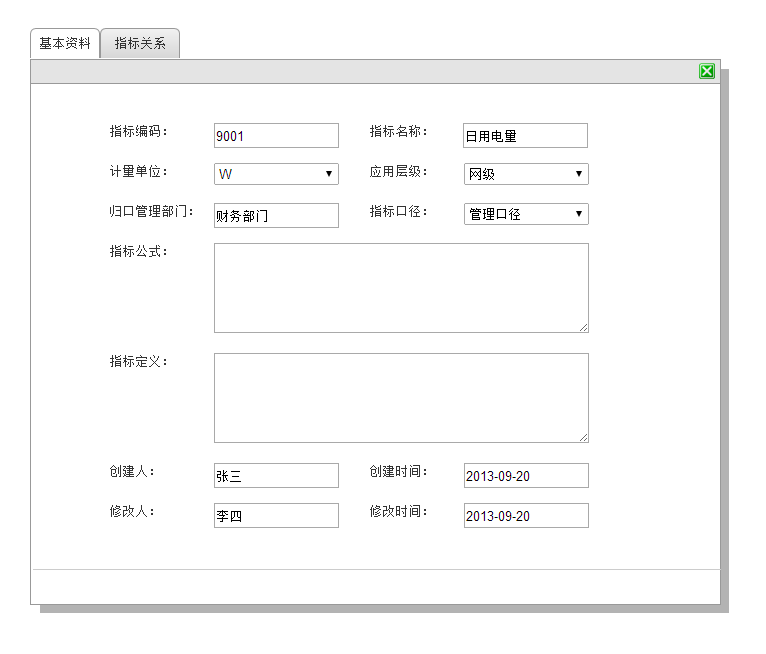 基本资料 指标关系
指标编码： 9001 指标名称： 日用电量
计量单位： W 应用层级： 网级
归口管理部门： 财务部门 指标口径： 管理口径
指标公式：
指标定义：
创建人： 张三 创建时间： 2013-09-20
修改人： 李四 修改时间： 2013-09-20